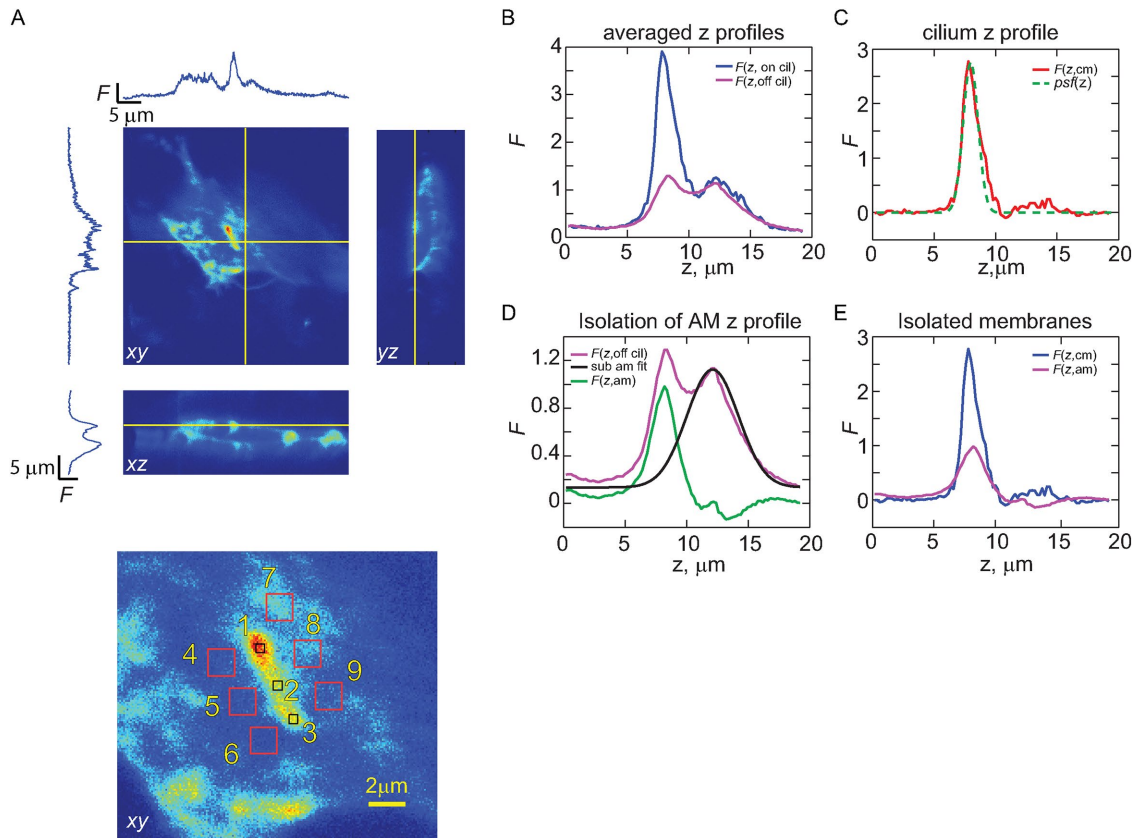 A
F
5 μm
xy
yz
xz
5 μm
F
7
1
8
4
9
2
5
3
6
2μm
xy
B
averaged z profiles
F(z, on cil)
F(z,off cil)
F
4
3
2
1
0
0 5 10 15 20
z, μm
C
cilium z profile
F(z,cm)
psf(z)
F
3
2
1
0
0 5 10 15 20
z,μm
D
Isolation of AM z profile
F(z,off cil)
sub am fit
F(z,am)
F
1.2
0.8
0.4
0
0 5 10 15 20
z, μm
E
Isolated membranes
F(z,cm)
F(z,am)
F
3
2
1
0
0 5 10 15 20
z, μm